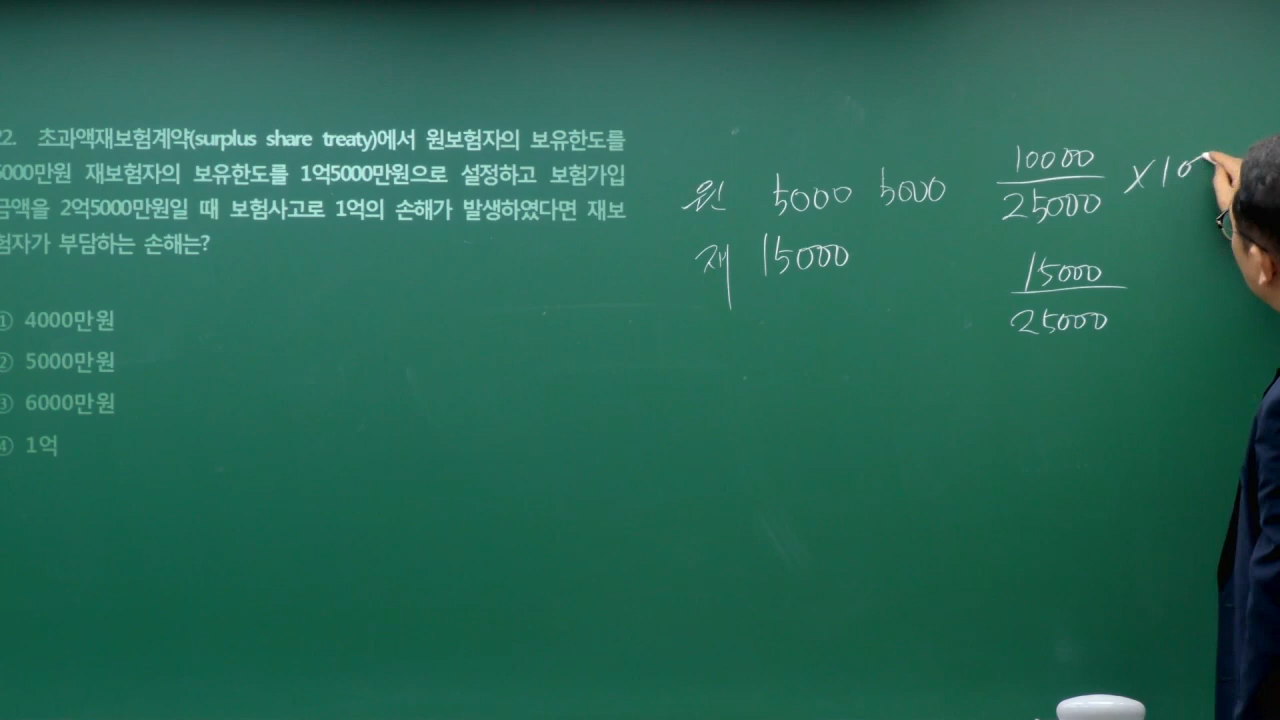 22. 초과액재보험계약(surplus share treaty)에서 원보험자의 보유한도를
5000만원 재보험자의 보유한도를 1억5000만원으로 설정하고 보험가입
금액을 2억5000만원일 때 보험사고로 1억의 손해가 발생하였다면 재보
험자가 부담하는 손해는?
① 4000만원
② 5000만원
③ 6000만원
④ 1억
원 5000 5000
재 15000
10000
25000
×10
15000
25000